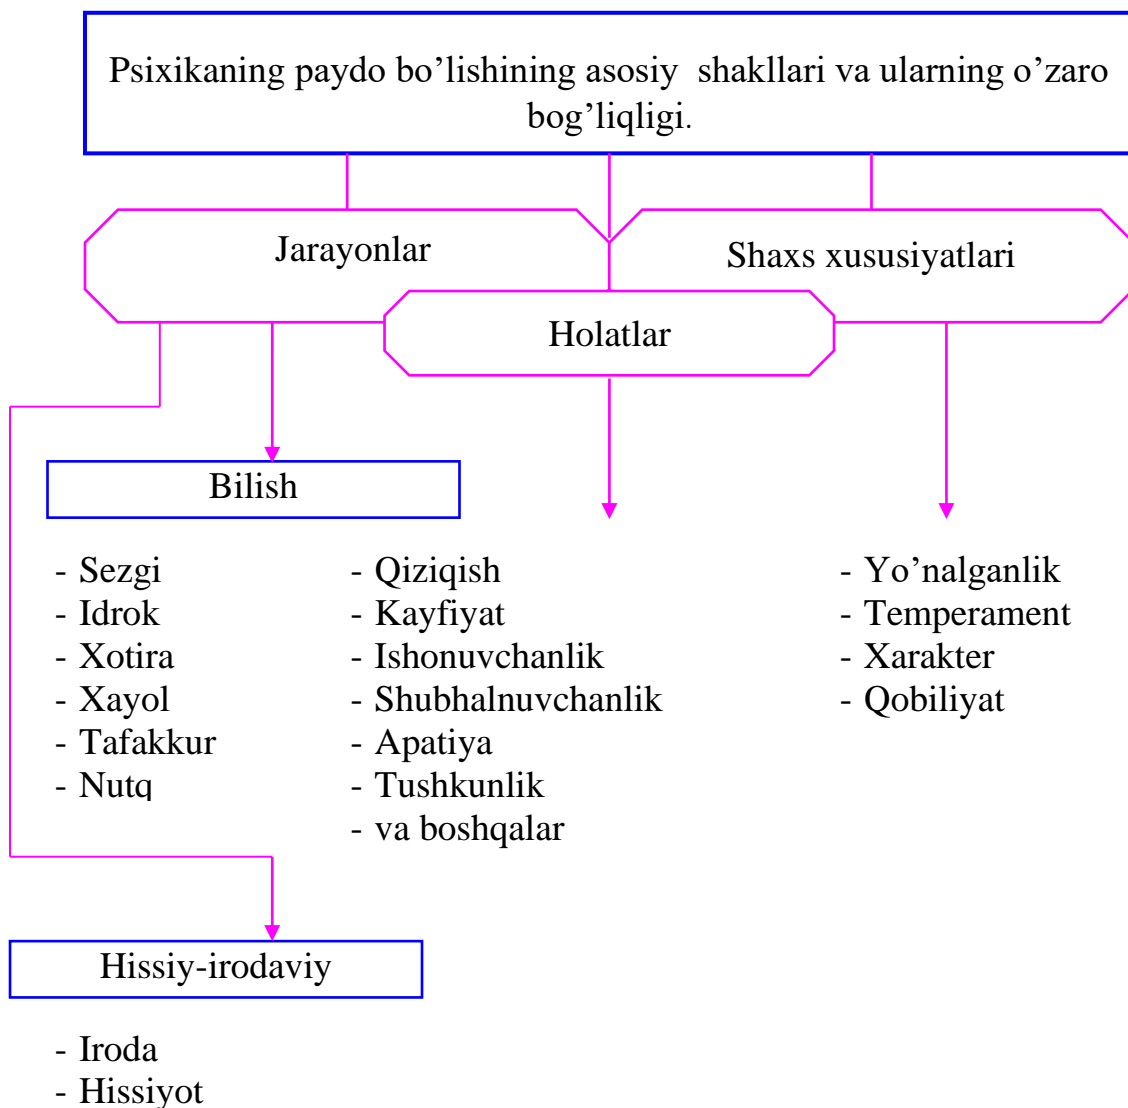 Psixikaning paydo bo’lishining asosiy shakllari va ularning o’zaro
bog’liqligi.
Jarayonlar
Shaxs xususiyatlari
Holatlar
Bilish
- Sezgi
- Idrok
- Xotira
- Xayol
- Tafakkur
- Nutq
- Qiziqish
- Kayfiyat
- Ishonuvchanlik
- Shubhalnuvchanlik
- Apatiya
- Tushkunlik
- va boshqalar
- Yo’nalganlik
- Temperament
- Xarakter
- Qobiliyat
Hissiy-irodaviy
- Iroda
- Hissiyot